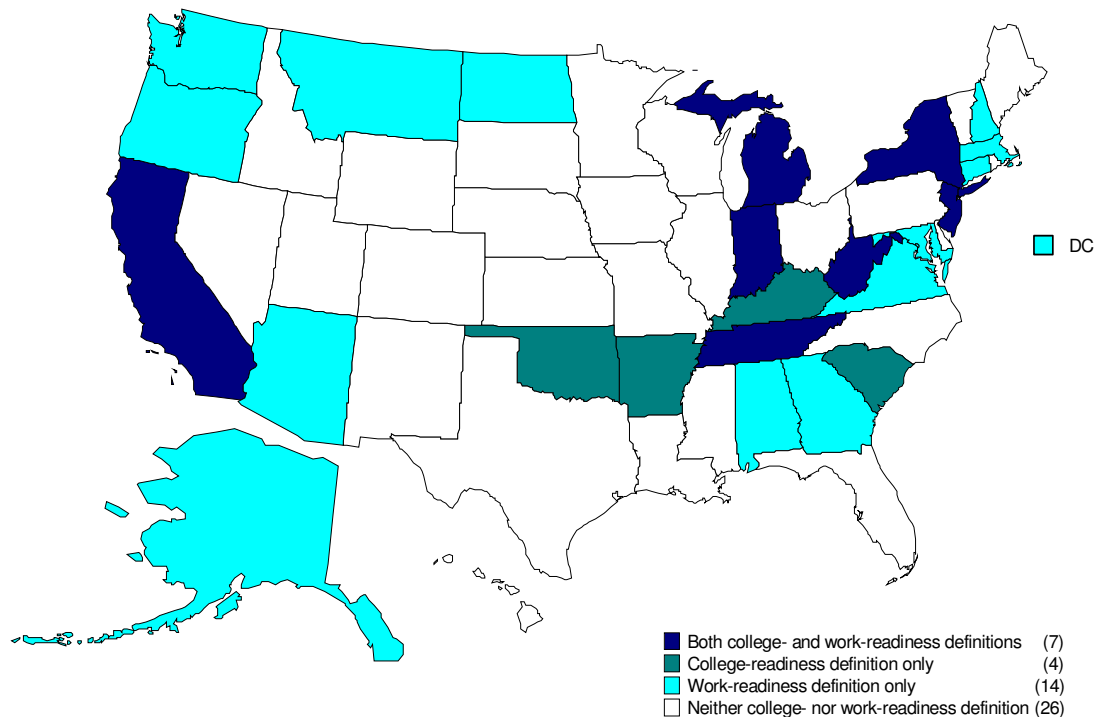 DC
Both college- and work-readiness definitions (7)
College-readiness definition only (4)
Work-readiness definition only (14)
Neither college- nor work-readiness definition (26)